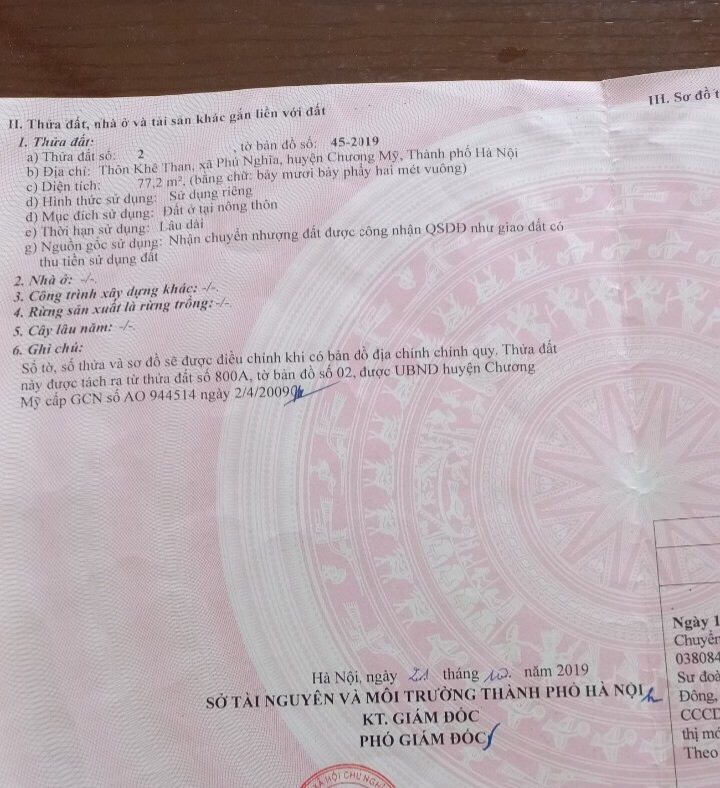 II. Thửa đất, nhà ở và tài sản khác gắn liền với đất
1. Thửa đất:
a) Thửa đất số: 2 , tờ bản đồ số: 45-2019
b) Địa chỉ: Thôn Khê Than, xã Phú Nghĩa, huyện Chương Mỹ, Thành phố Hà Nội
c) Diện tích: 77,2 m², (bằng chữ: bảy mươi bảy phẩy hai mét vuông)
d) Hình thức sử dụng: Sử dụng riêng
đ) Mục đích sử dụng: Đất ở tại nông thôn
e) Thời hạn sử dụng: Lâu dài
g) Nguồn gốc sử dụng: Nhận chuyển nhượng đất được công nhận QSDĐ như giao đất có
thu tiền sử dụng đất
2. Nhà ở: -/-.
3. Công trình xây dựng khác: -/-.
4. Rừng sản xuất là rừng trồng: -/-.
5. Cây lâu năm: -/-
6. Ghi chú:
Số tờ, số thửa và sơ đồ sẽ được điều chỉnh khi có bản đồ địa chính chính quy. Thửa đất
này được tách ra từ thửa đất số 800A, tờ bản đồ số 02, được UBND huyện Chương
Mỹ cấp GCN số AO 944514 ngày 2/4/2009
Hà Nội, ngày 21 tháng 10 năm 2019
SỞ TÀI NGUYÊN VÀ MÔI TRƯỜNG THÀNH PHỐ HÀ NỘI
KT. GIÁM ĐỐC
PHÓ GIÁM ĐỐC
XÃ HỘI CHỦ NGH
III. Sơ đồ t
Ngày 1
Chuyển
038084
Sư đoà
Đông,
CCCD
thị mớ
Theo